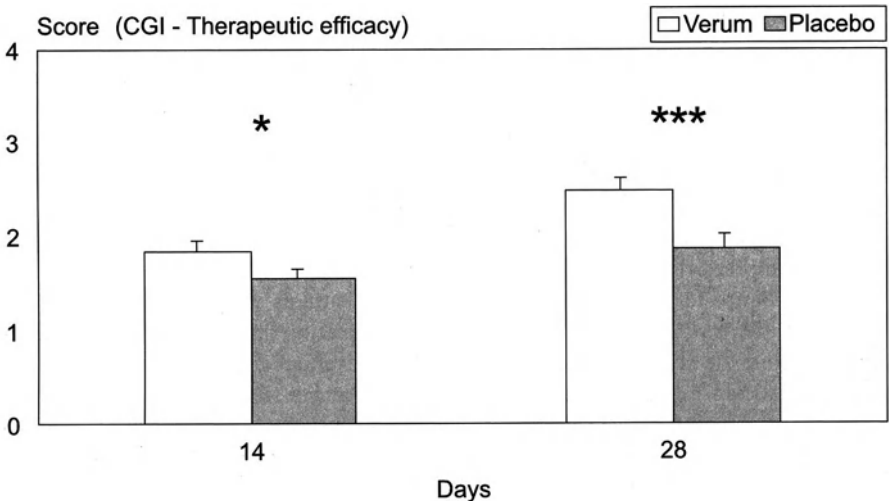 Score (CGI - Therapeutic efficacy)
Verum Placebo
4
*
***
3
2
1
0
14 28
Days